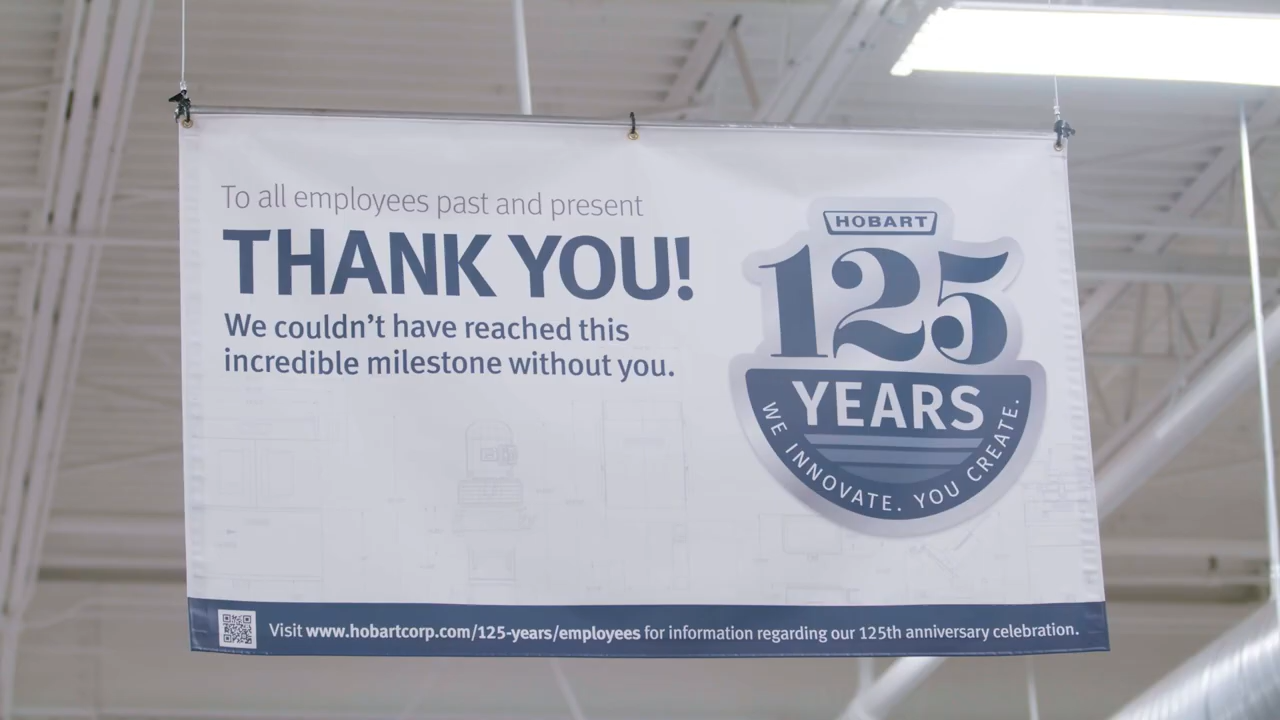 To all employees past and present
THANK YOU!
We couldn't have reached this
incredible milestone without you.
HOBART
125
YEARS
WE INNOVATE. YOU CREATE.
Visit www.hobartcorp.com/125-years/employees for information regarding our 125th anniversary celebration.